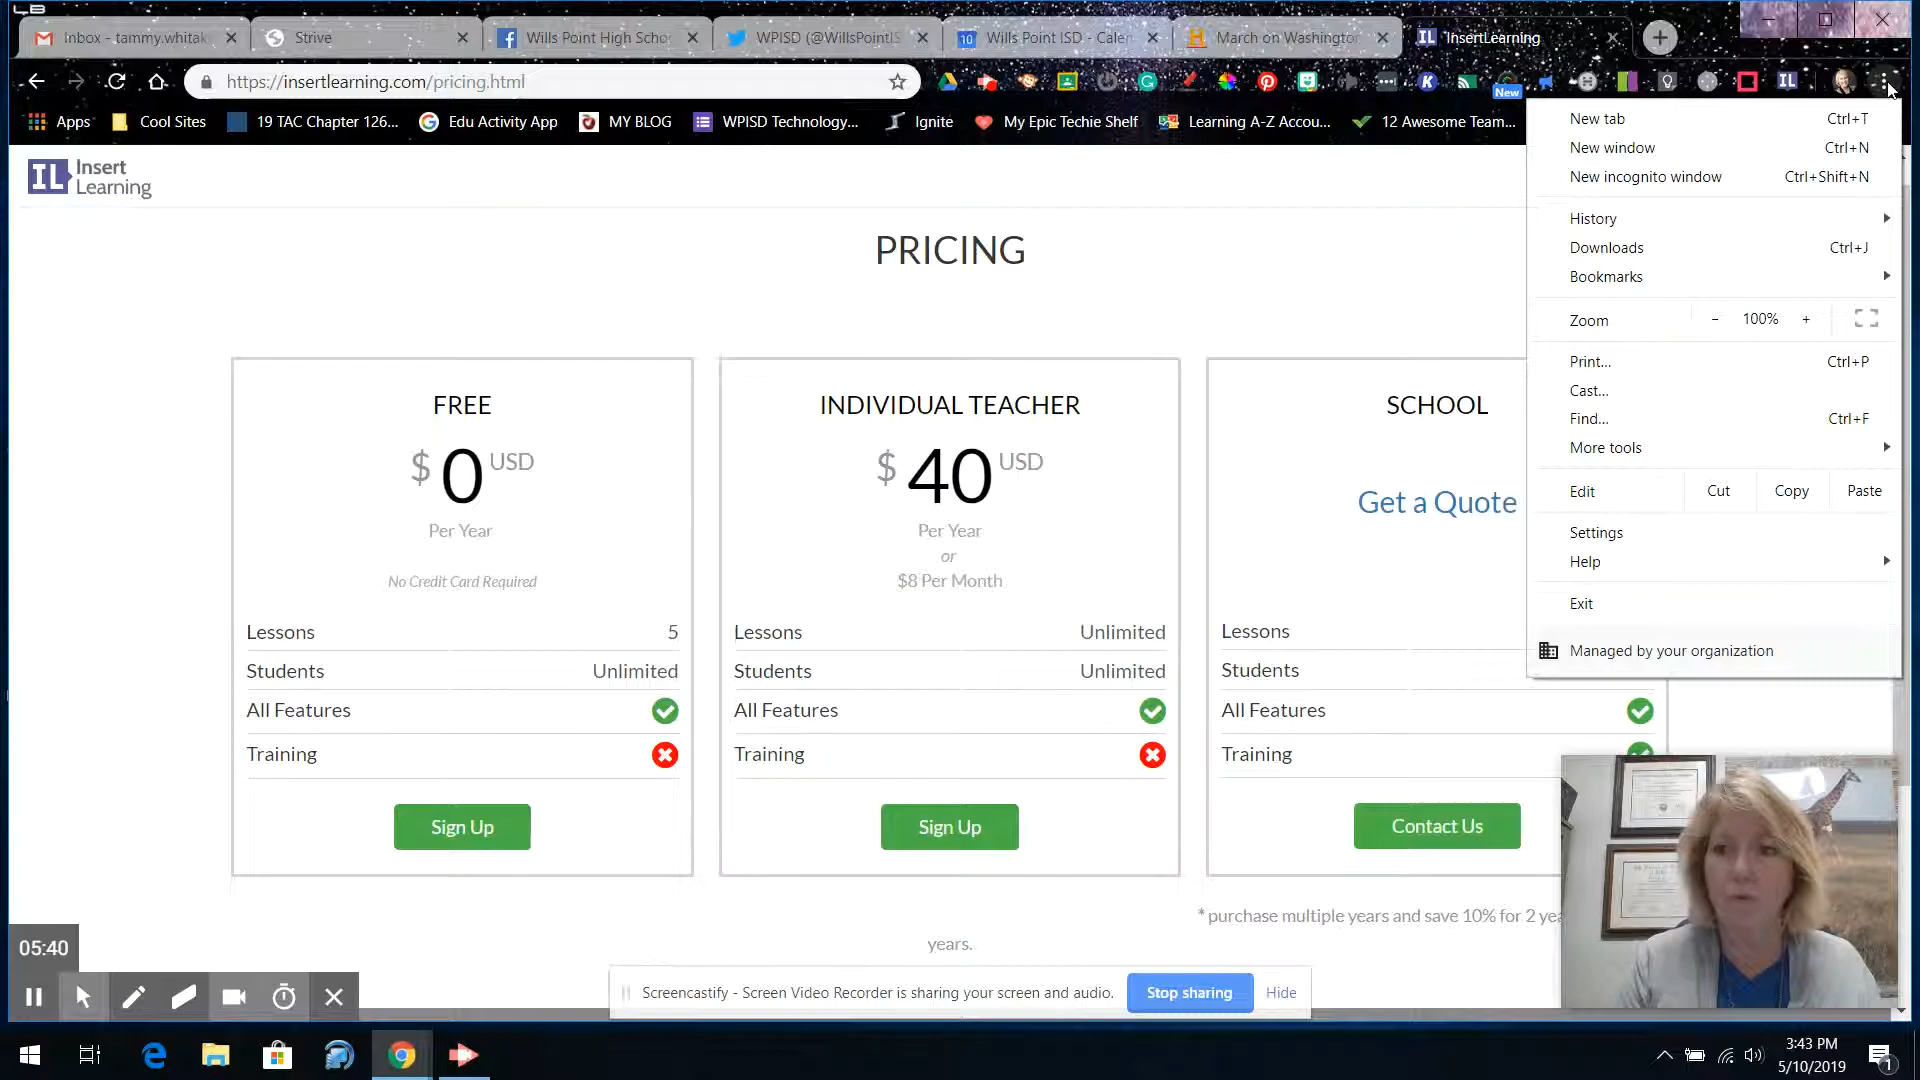 Inbox - tammy.whitak
Strive
Wills Point High Scho
WPISD (@WillsPointIS
10 Wills Point ISD - Calen
March on Washington
IL InsertLearning
https://insertlearning.com/pricing.html
New
Apps
Cool Sites
19 TAC Chapter 126...
Edu Activity App
MY BLOG
WPISD Technology...
Ignite
My Epic Techie Shelf
Learning A-Z Accou...
12 Awesome Team...
New tab Ctrl+T
New window Ctrl+N
New incognito window Ctrl+Shift+N
History
Downloads Ctrl+J
Bookmarks
Zoom - 100% +
Print... Ctrl+P
Cast...
Find... Ctrl+F
More tools
Edit Cut Copy Paste
Settings
Help
Exit
Managed by your organization
IL Insert
Learning
PRICING
FREE
$ 0 USD
Per Year
No Credit Card Required
Lessons 5
Students Unlimited
All Features
Training
Sign Up
INDIVIDUAL TEACHER
$ 40 USD
Per Year
or
$8 Per Month
Lessons Unlimited
Students Unlimited
All Features
Training
Sign Up
SCHOOL
Get a Quote
Lessons
Students
All Features
Training
Contact Us
* purchase multiple years and save 10% for 2 yea
years.
05:40
Screencastify - Screen Video Recorder is sharing your screen and audio.
Stop sharing
Hide
3:43 PM
5/10/2019
1